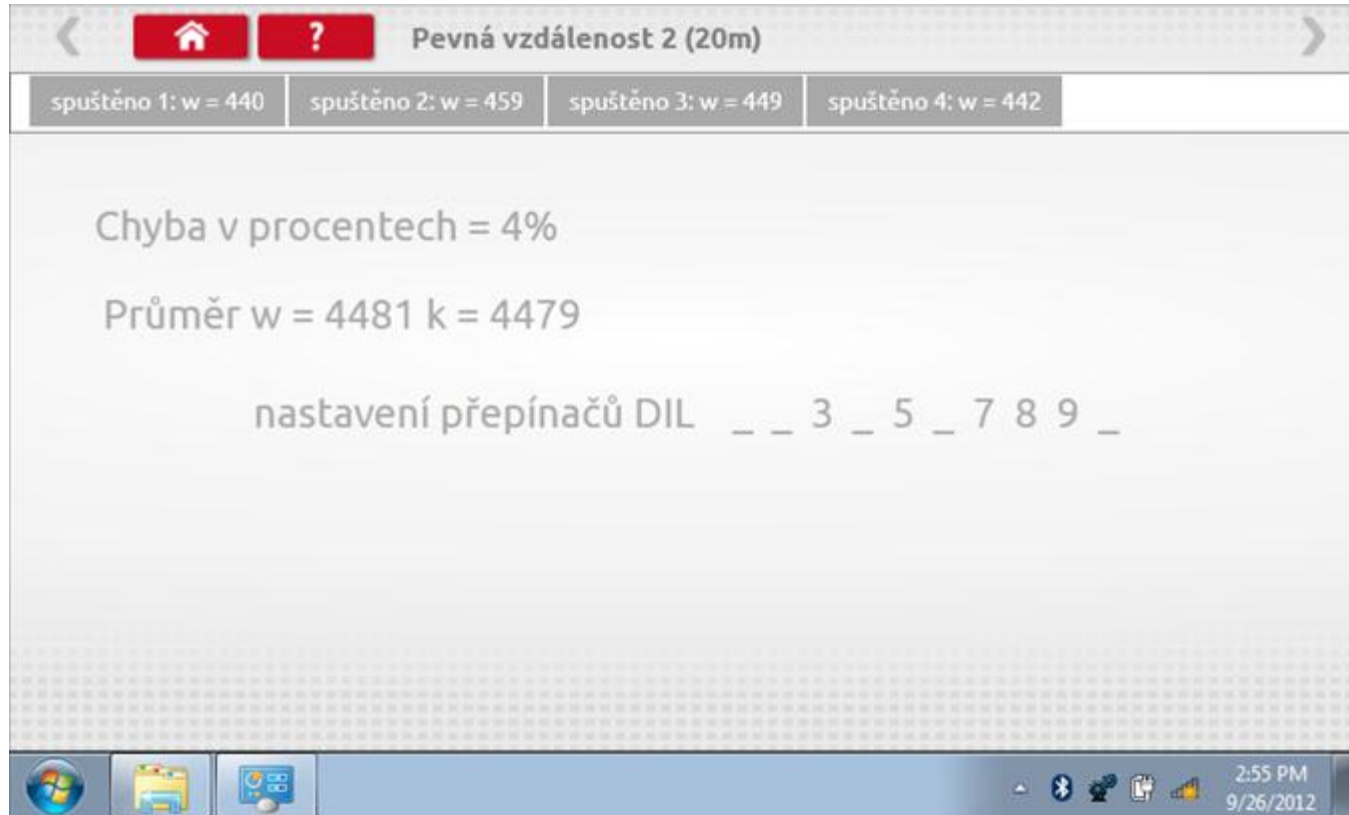 ? Pevná vzdálenost 2 (20m)
spuštěno 1: w = 440 spuštěno 2: w = 459 spuštěno 3: w = 449 spuštěno 4: w = 442
Chyba v procentech = 4%
Průměr w = 4481 k = 4479
nastavení přepínačů DIL _ _ 3 _ 5 _ 7 8 9 _
2:55 PM
9/26/2012